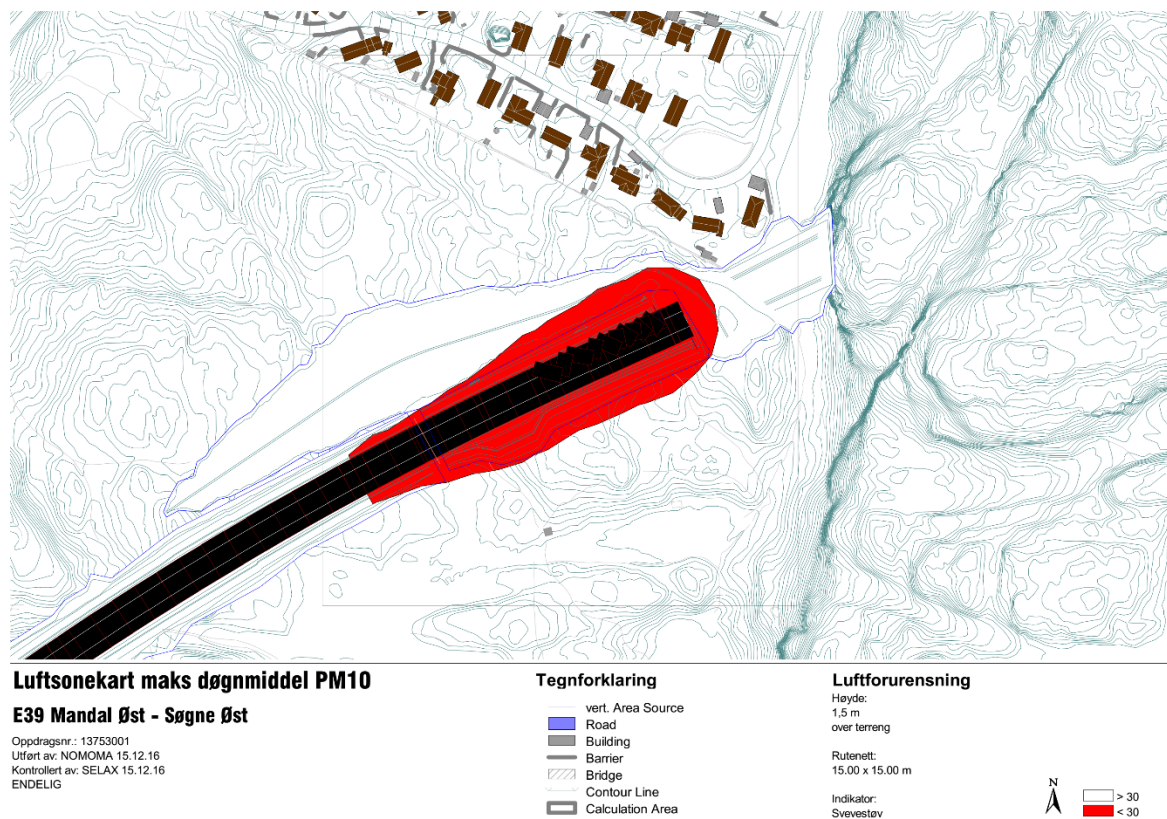 Luftsonekart maks døgnmiddel PM10
E39 Mandal Øst - Søgne Øst
Oppdragsnr.: 13753001
Utført av: NOMOMA 15.12.16
Kontrollert av: SELAX 15.12.16
ENDELIG
Tegnforklaring
vert. Area Source
Road
Building
Barrier
Bridge
Contour Line
Calculation Area
Luftforurensning
Høyde:
1,5 m
over terreng
Rutenett:
15.00 x 15.00 m
Indikator:
Svevestøv
N
> 30
< 30